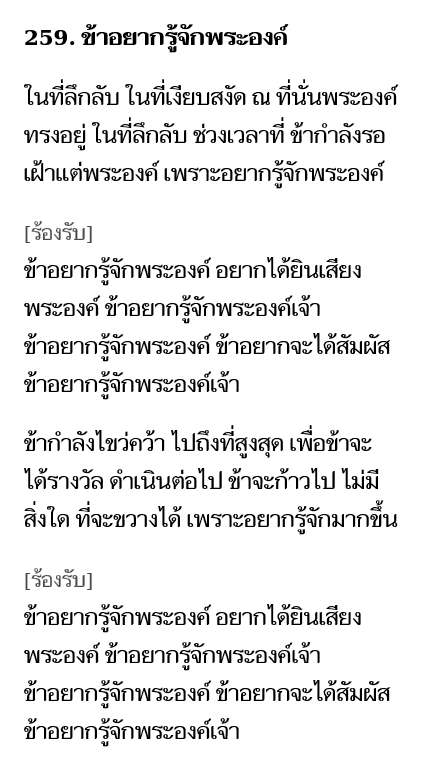 259. ข้าอยากรู้จักพระองค์
ในที่ลึกลับ ในที่เงียบสงัด ณ ที่นั่นพระองค์
ทรงอยู่ ในที่ลึกลับ ช่วงเวลาที่ ข้ากำลังรอ
เฝ้าแต่พระองค์ เพราะอยากรู้จักพระองค์
[ร้องรับ]
ข้าอยากรู้จักพระองค์ อยากได้ยินเสียง
พระองค์ ข้าอยากรู้จักพระองค์เจ้า
ข้าอยากรู้จักพระองค์ ข้าอยากจะได้สัมผัส
ข้าอยากรู้จักพระองค์เจ้า
ข้ากำลังไขว่คว้า ไปถึงที่สูงสุด เพื่อข้าจะ
ได้รางวัล ดำเนินต่อไป ข้าจะก้าวไป ไม่มี
สิ่งใด ที่จะขวางได้ เพราะอยากรู้จักมากขึ้น
[ร้องรับ]
ข้าอยากรู้จักพระองค์ อยากได้ยินเสียง
พระองค์ ข้าอยากรู้จักพระองค์เจ้า
ข้าอยากรู้จักพระองค์ ข้าอยากจะได้สัมผัส
ข้าอยากรู้จักพระองค์เจ้า